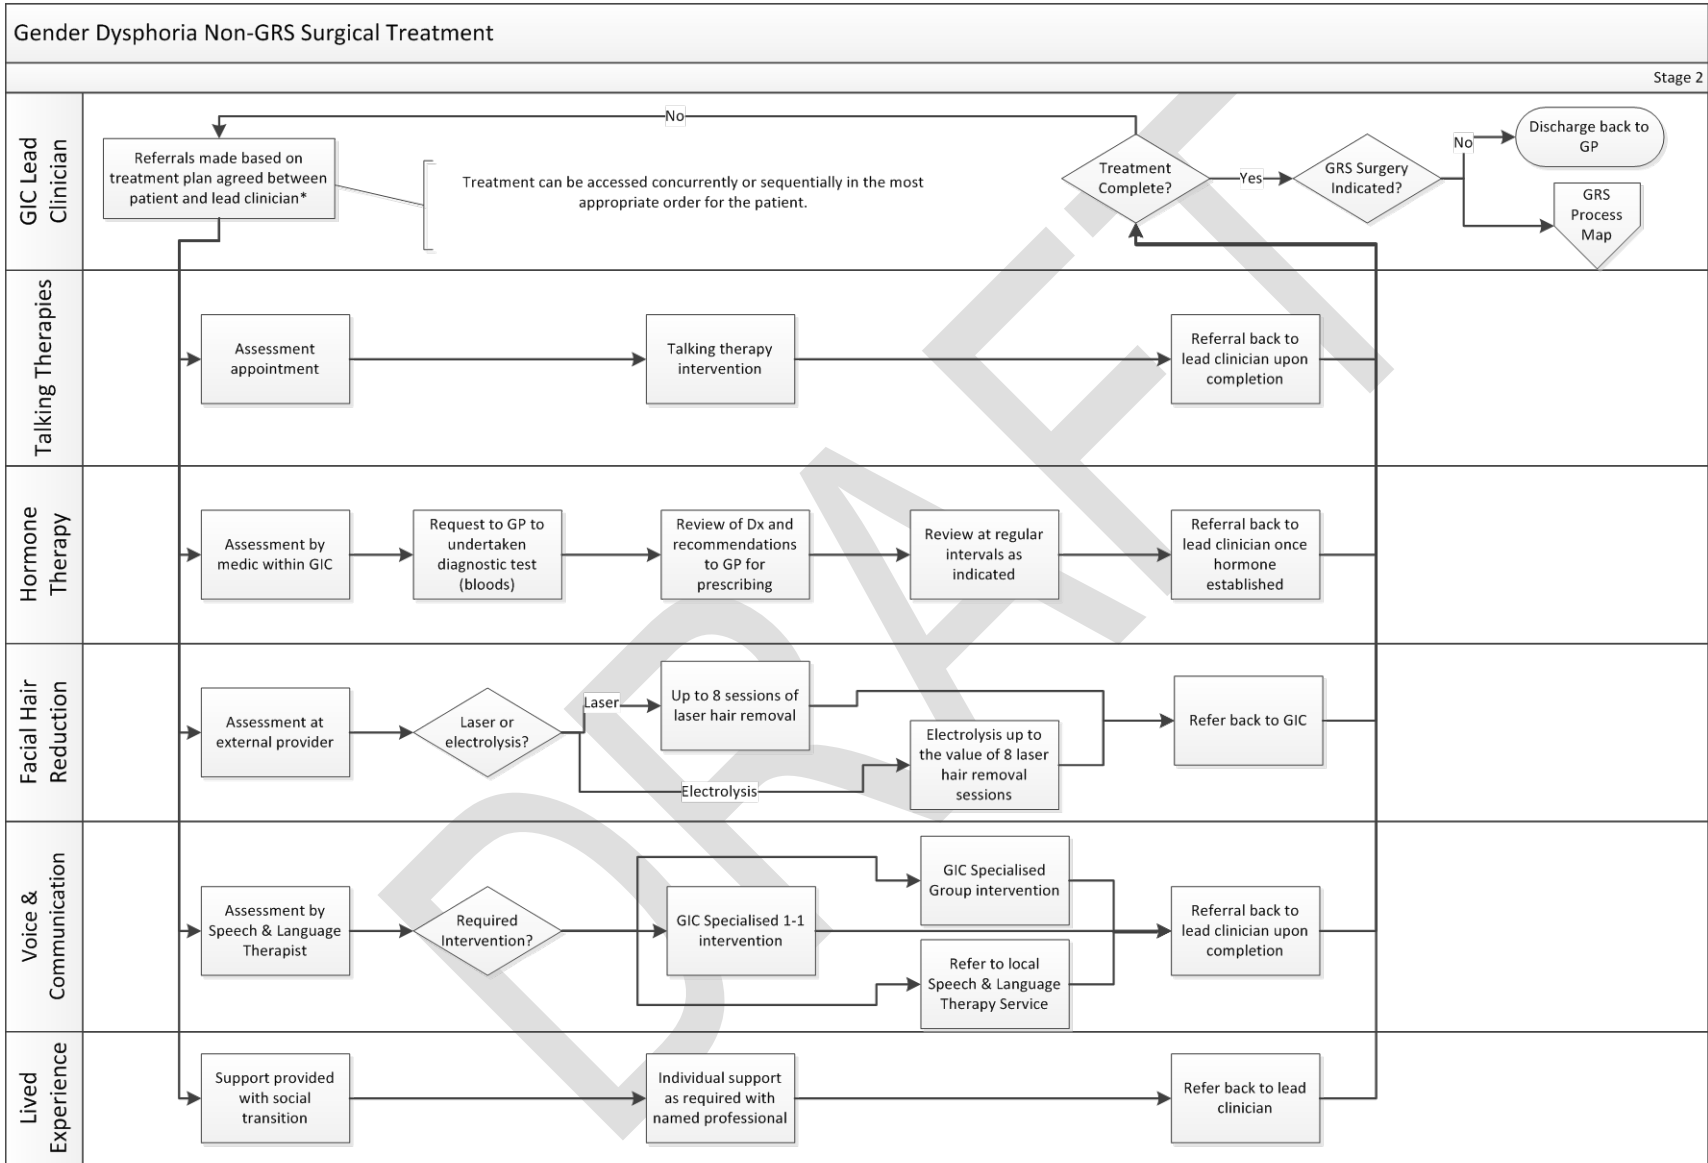 Gender Dysphoria Non-GRS Surgical Treatment
Stage 2
GIC Lead
Clinician
Referrals made based on
treatment plan agreed between
patient and lead clinician*
Treatment can be accessed concurrently or sequentially in the most
appropriate order for the patient.
No
Treatment
Complete?
Yes
GRS Surgery
Indicated?
No
Discharge back to
GP
GRS
Process
Map
Talking Therapies
Assessment
appointment
Talking therapy
intervention
Referral back to
lead clinician upon
completion
Hormone
Therapy
Assessment by
medic within GIC
Request to GP to
undertaken
diagnostic test
(bloods)
Review of Dx and
recommendations
to GP for
prescribing
Review at regular
intervals as
indicated
Referral back to
lead clinician once
hormone
established
Facial Hair
Reduction
Assessment at
external provider
Laser or
electrolysis?
Laser
Up to 8 sessions of
laser hair removal
Electrolysis
Electrolysis up to
the value of 8 laser
hair removal
sessions
Refer back to GIC
Voice &
Communication
Assessment by
Speech & Language
Therapist
Required
Intervention?
GIC Specialised 1-1
intervention
GIC Specialised
Group intervention
Refer to local
Speech & Language
Therapy Service
Referral back to
lead clinician upon
completion
Lived
Experience
Support provided
with social
transition
Individual support
as required with
named professional
Refer back to lead
clinician
DRAFT